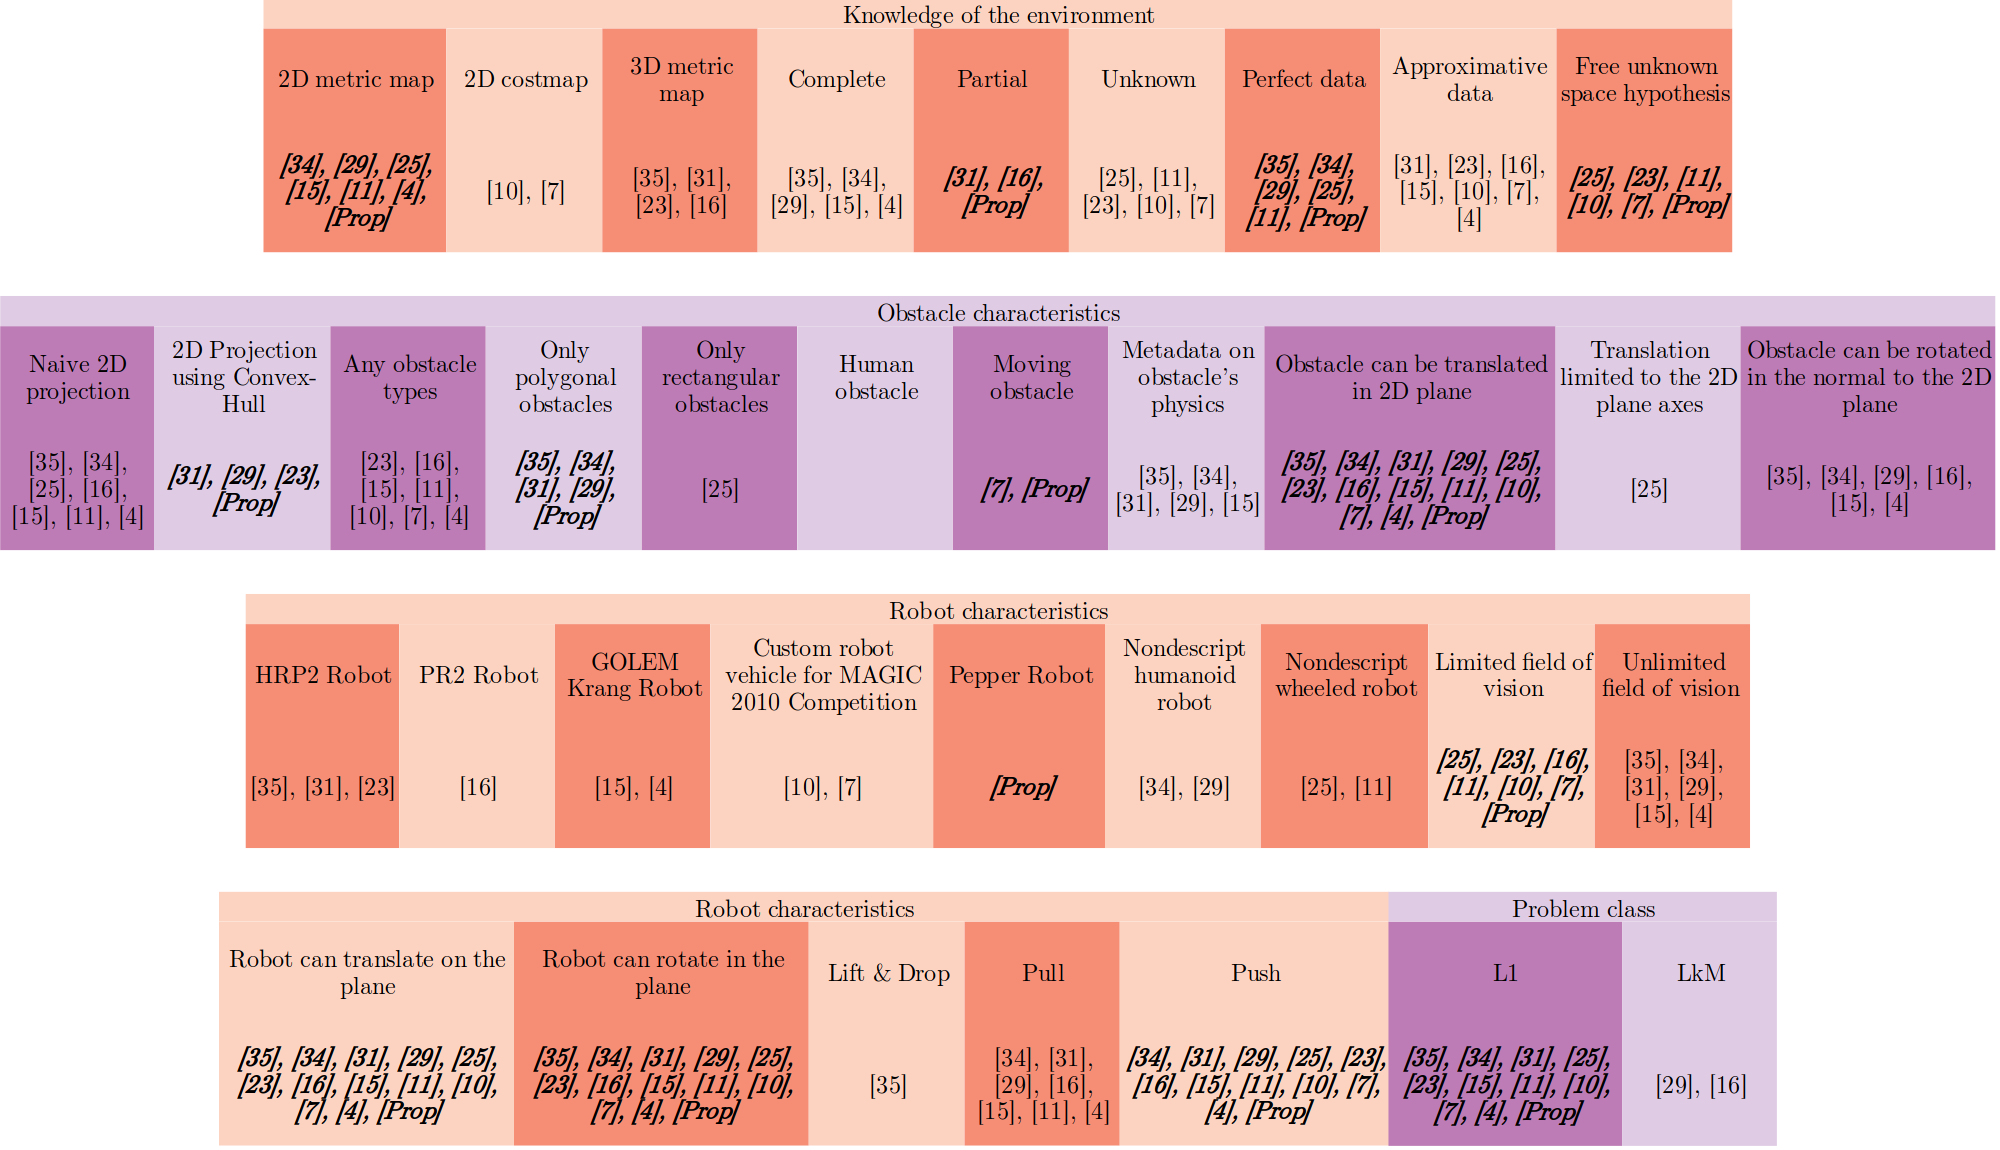 Knowledge of the environment
2D metric map
2D costmap
3D metric
map
Complete
Partial
Unknown
Perfect data
Approximative
data
Free unknown
space hypothesis
[34], [29], [25],
[15], [11], [4],
[Prop]
[10], [7]
[35], [31],
[23], [16]
[35], [34],
[29], [15], [4]
[31], [16],
[Prop]
[25], [11],
[23], [10], [7]
[35], [34],
[29], [25],
[11], [Prop]
[31], [23], [16],
[15], [10], [7],
[4]
[25], [23], [11],
[10], [7], [Prop]
Obstacle characteristics
Naive 2D
projection
2D Projection
using Convex-
Hull
Any obstacle
types
Only
polygonal
obstacles
Only
rectangular
obstacles
Human
obstacle
Moving
obstacle
Metadata on
obstacle's
physics
Obstacle can be translated
in 2D plane
Translation
limited to the 2D
plane axes
Obstacle can be rotated
in the normal to the 2D
plane
[35], [34],
[25], [16],
[15], [11], [4]
[31], [29], [23],
[Prop]
[23], [16],
[15], [11],
[10], [7], [4]
[35], [34],
[31], [29],
[Prop]
[25]
[7], [Prop]
[35], [34],
[31], [29], [15]
[35], [34], [31], [29], [25],
[23], [16], [15], [11], [10],
[7], [4], [Prop]
[25]
[35], [34], [29], [16],
[15], [4]
Robot characteristics
HRP2 Robot
PR2 Robot
GOLEM
Krang Robot
Custom robot
vehicle for MAGIC
2010 Competition
Pepper Robot
Nondescript
humanoid
robot
Nondescript
wheeled robot
Limited field of
vision
Unlimited
field of vision
[35], [31], [23]
[16]
[15], [4]
[10], [7]
[Prop]
[34], [29]
[25], [11]
[25], [23], [16],
[11], [10], [7],
[Prop]
[35], [34],
[31], [29],
[15], [4]
Robot characteristics
Problem class
Robot can translate on the
plane
Robot can rotate in the
plane
Lift & Drop
Pull
Push
L1
LkM
[35], [34], [31], [29], [25],
[23], [16], [15], [11], [10],
[7], [4], [Prop]
[35], [34], [31], [29], [25],
[23], [16], [15], [11], [10],
[7], [4], [Prop]
[35]
[34], [31],
[29], [16],
[15], [11], [4]
[34], [31], [29], [25], [23],
[16], [15], [11], [10], [7],
[4], [Prop]
[35], [34], [31], [25],
[23], [15], [11], [10],
[7], [4], [Prop]
[29], [16]